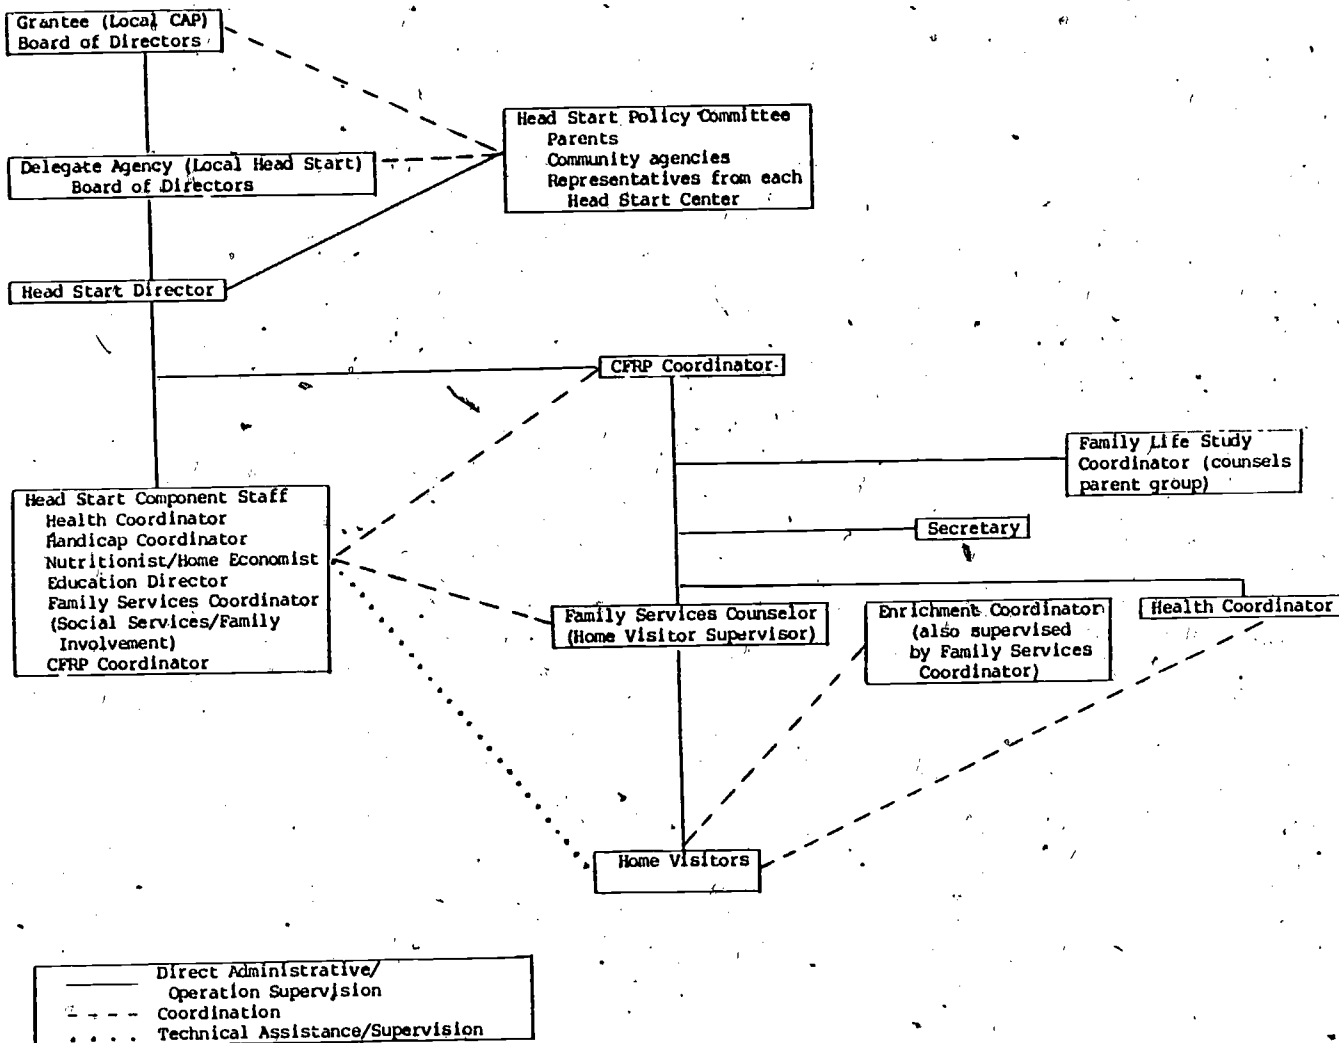 Grantee (Local CAP)
Board of Directors
Head Start Policy Committee
Parents
Community agencies
Representatives from each
Head Start Center
Delegate Agency (Local Head Start)
Board of Directors
Head Start Director
CFRP Coordinator
Family Life Study
Coordinator (counsels
parent group)
Head Start Component Staff
Health Coordinator
Handicap Coordinator
Nutritionist/Home Economist
Education Director
Family Services Coordinator
(Social Services/Family
Involvement)
CFRP Coordinator
Secretary
Family Services Counselor
(Home Visitor Supervisor)
Enrichment Coordinator
(also supervised
by Family Services
Coordinator)
Health Coordinator
Home Visitors
Direct Administrative/
Operation Supervision
Coordination
Technical Assistance/Supervision